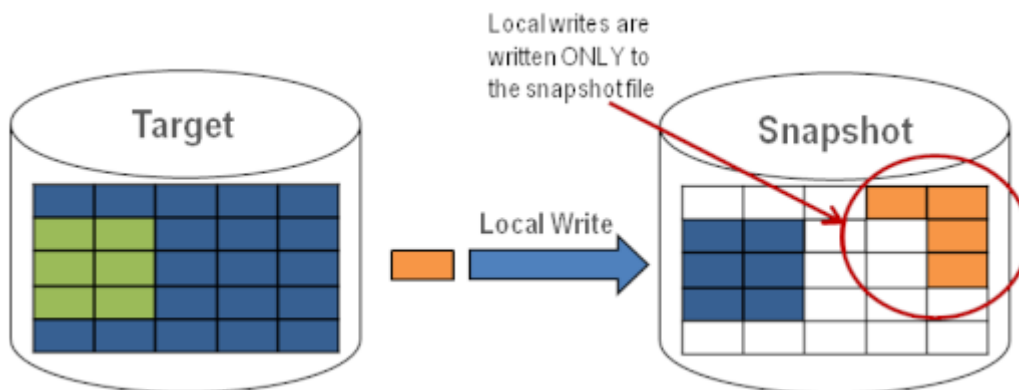 Local writes are
written ONLY to
the snapshot file
Target
Snapshot
Local Write